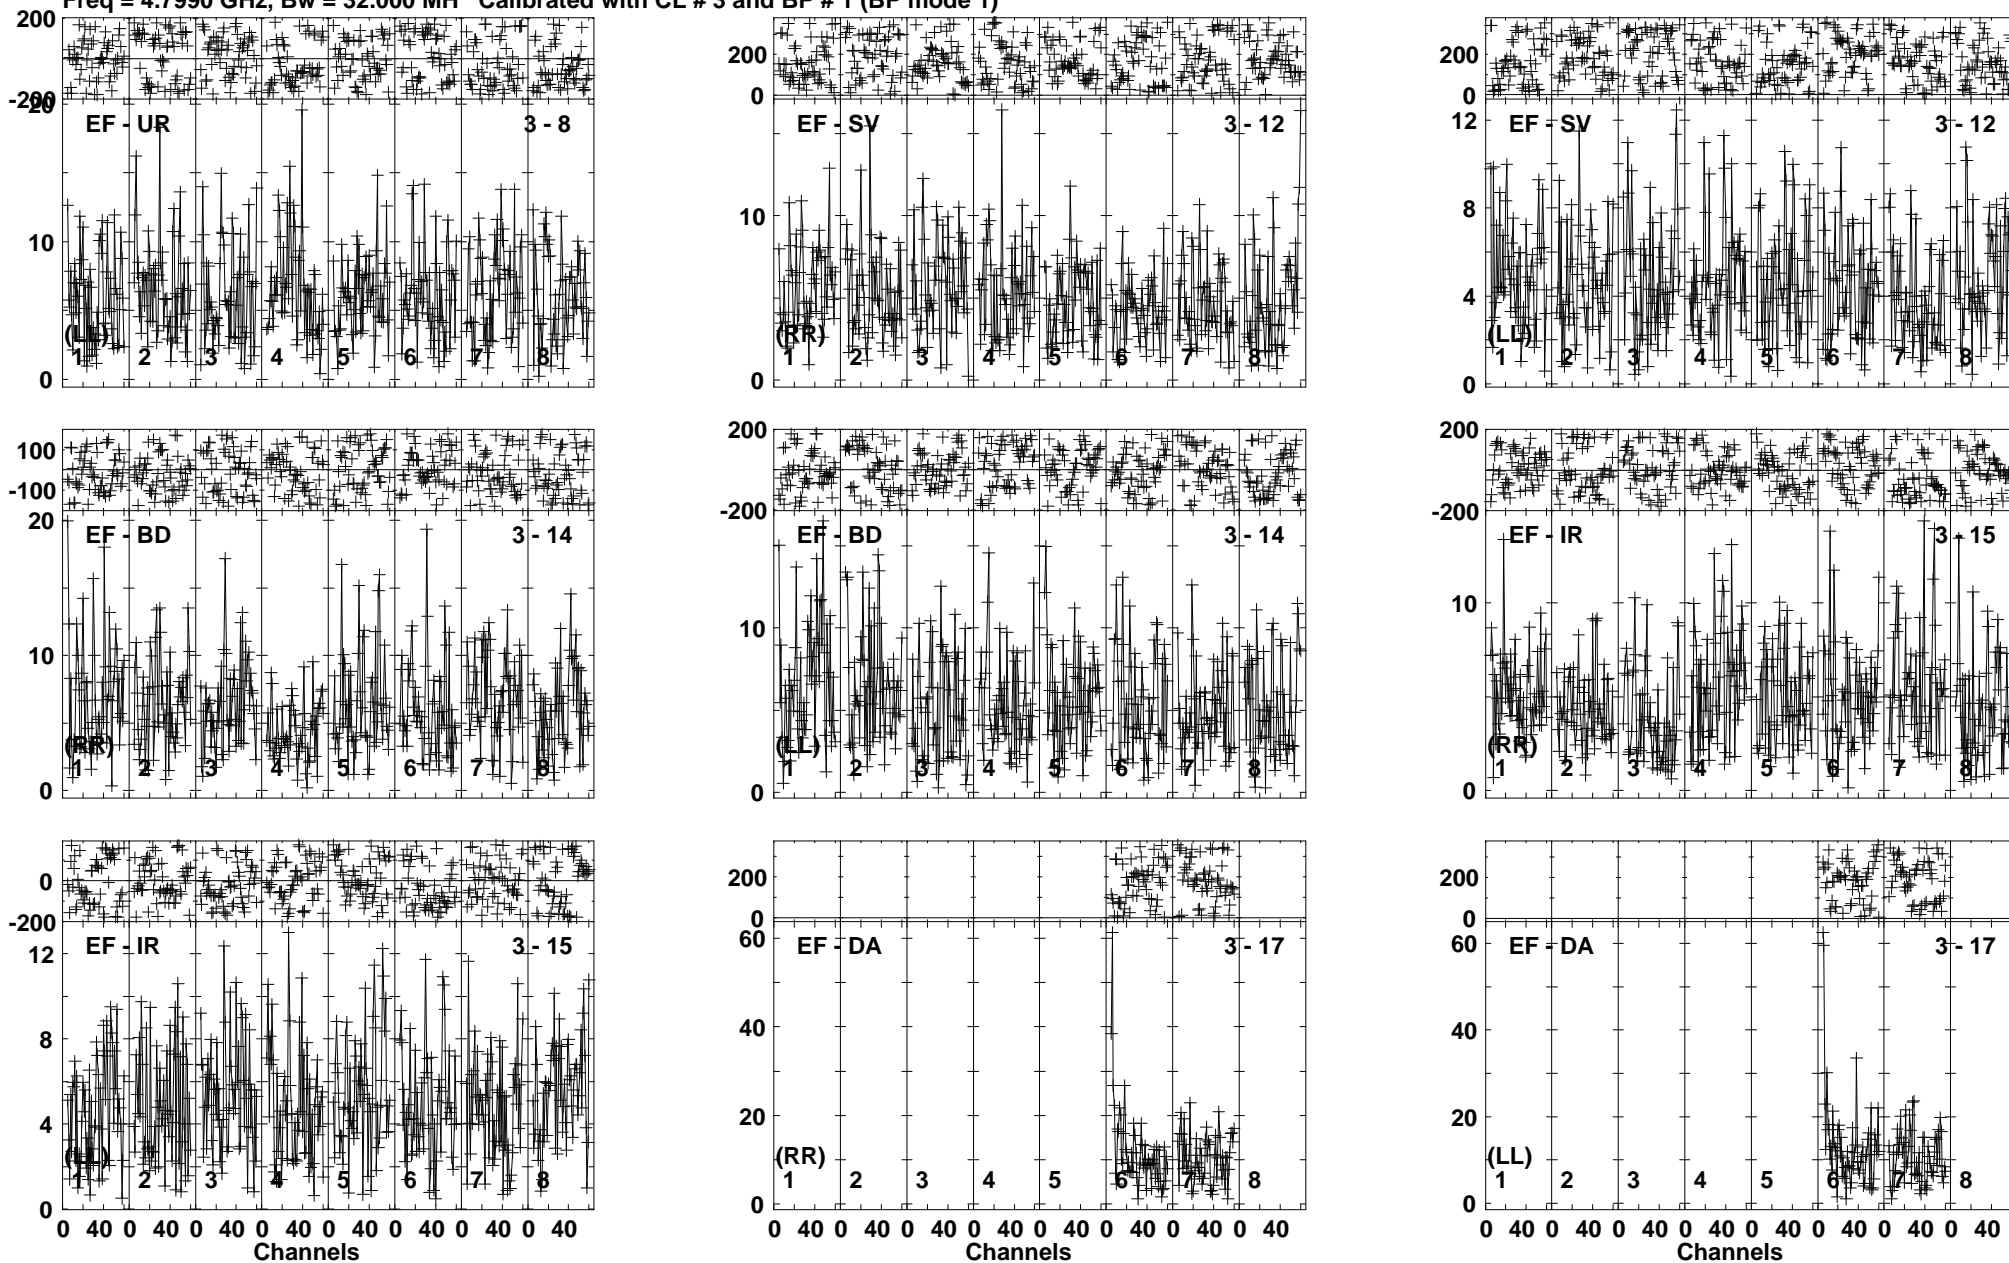 Freq = 4.7990 GHz, Bw = 32.000 MH Calibrated with CL # 3 and BP # 1 (BP mode 1)
200
-200
20
10
0
EF - UR 3 - 8
(LL)
1 2 3 4 5 6 7 8
200
0
10
0
EF - SV 3 - 12
(RR)
1 2 3 4 5 6 7 8
200
0
12
8
4
0
EF - SV 3 - 12
(LL)
1 2 3 4 5 6 7 8
100
-100
20
10
0
EF - BD 3 - 14
(RR)
1 2 3 4 5 6 7 8
200
-200
10
0
EF - BD 3 - 14
(LL)
1 2 3 4 5 6 7 8
200
-200
10
0
EF - IR 3 - 15
(RR)
1 2 3 4 5 6 7 8
0
-200
12
8
4
0
EF - IR 3 - 15
(LL)
1 2 3 4 5 6 7 8
0 40 0 40 0 40 0 40 0 40 0 40 0 40 0 40
Channels
200
0
60
40
20
0
EF - DA 3 - 17
(RR)
1 2 3 4 5 6 7 8
0 40 0 40 0 40 0 40 0 40 0 40 0 40 0 40
Channels
200
0
60
40
20
0
EF - DA 3 - 17
(LL)
1 2 3 4 5 6 7 8
0 40 0 40 0 40 0 40 0 40 0 40 0 40 0 40
Channels